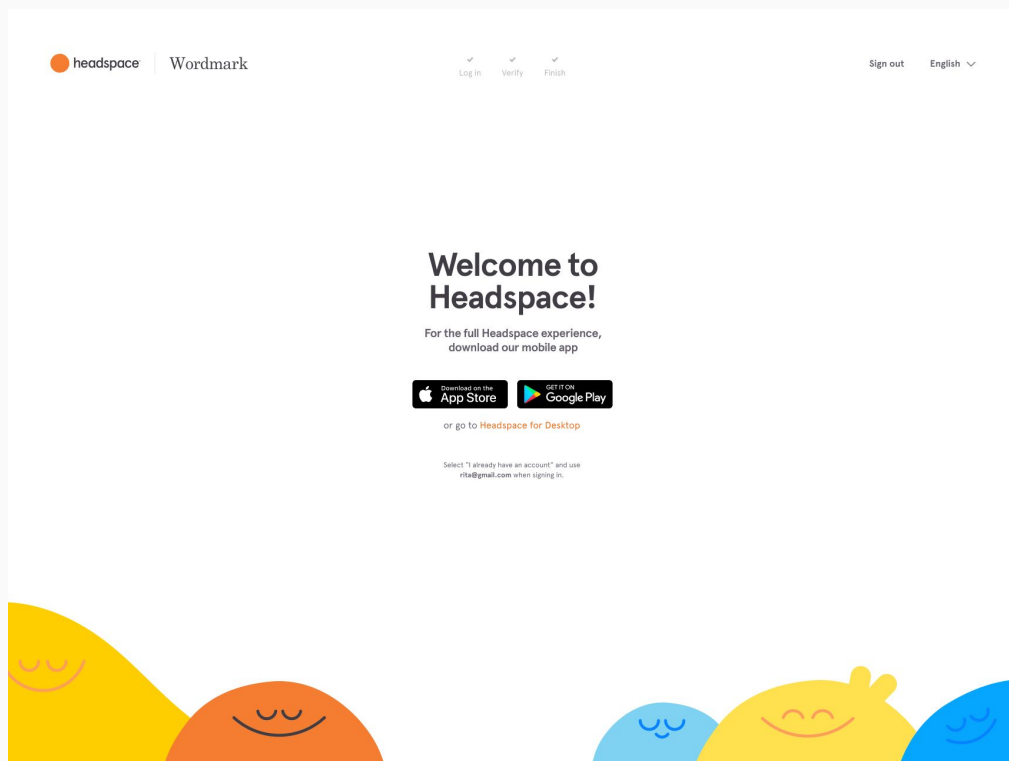 headspace
Wordmark
Log in
Verify
Finish
Sign out
English
Welcome to
Headspace!
For the full Headspace experience,
download our mobile app
Download on the
App Store
GET IT ON
Google Play
or go to Headspace for Desktop
Select "I already have an account" and use
rita@gmail.com when signing in.